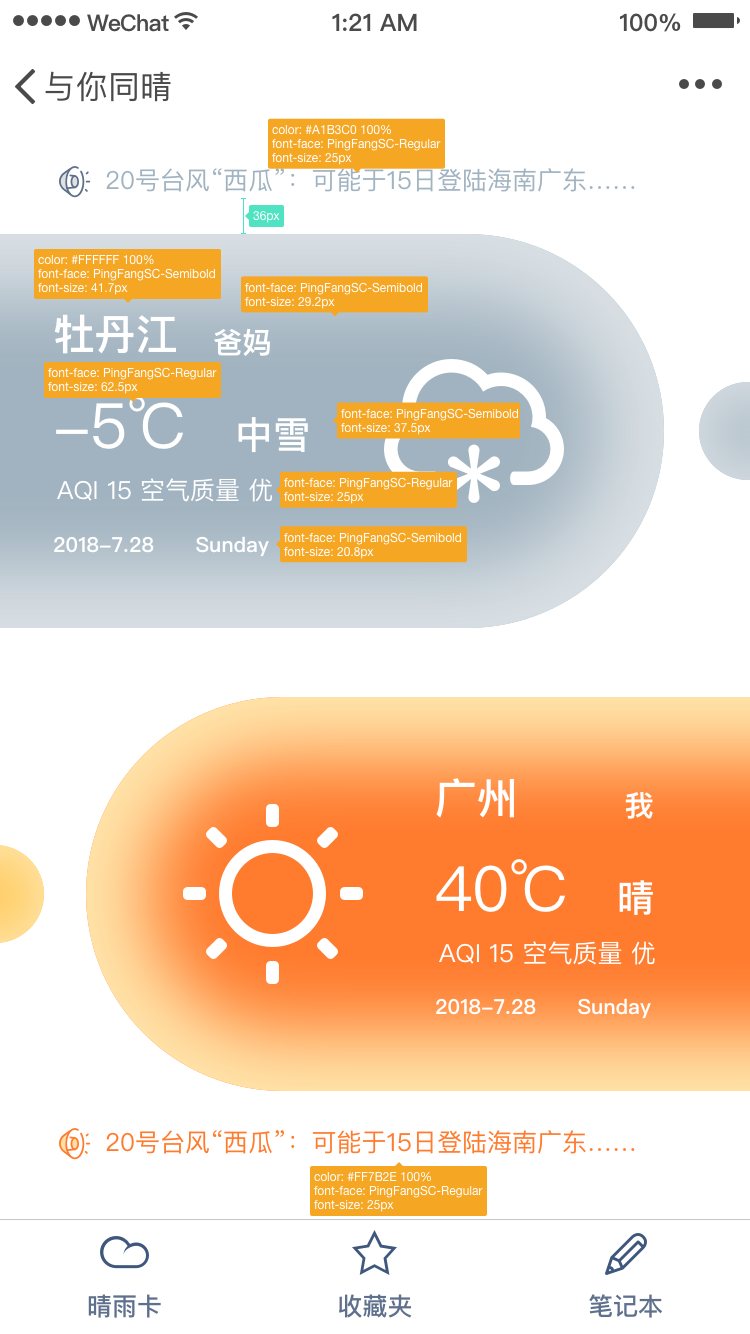 WeChat 1:21 AM 100%
与你同晴
color: #A1B3C0 100%
font-face: PingFangSC-Regular
font-size: 25px
20号台风“西瓜”：可能于15日登陆海南广东……
36px
color: #FFFFFF 100%
font-face: PingFangSC-Semibold
font-size: 41.7px
font-face: PingFangSC-Semibold
font-size: 29.2px
牡丹江 爸妈
font-face: PingFangSC-Regular
font-size: 62.5px
font-face: PingFangSC-Semibold
font-size: 37.5px
–5℃ 中雪
font-face: PingFangSC-Regular
font-size: 25px
AQI 15 空气质量 优
font-face: PingFangSC-Semibold
font-size: 20.8px
2018–7.28 Sunday
广州 我
40℃ 晴
AQI 15 空气质量 优
2018–7.28 Sunday
20号台风“西瓜”：可能于15日登陆海南广东……
color: #FF7B2E 100%
font-face: PingFangSC-Regular
font-size: 25px
晴雨卡 收藏夹 笔记本